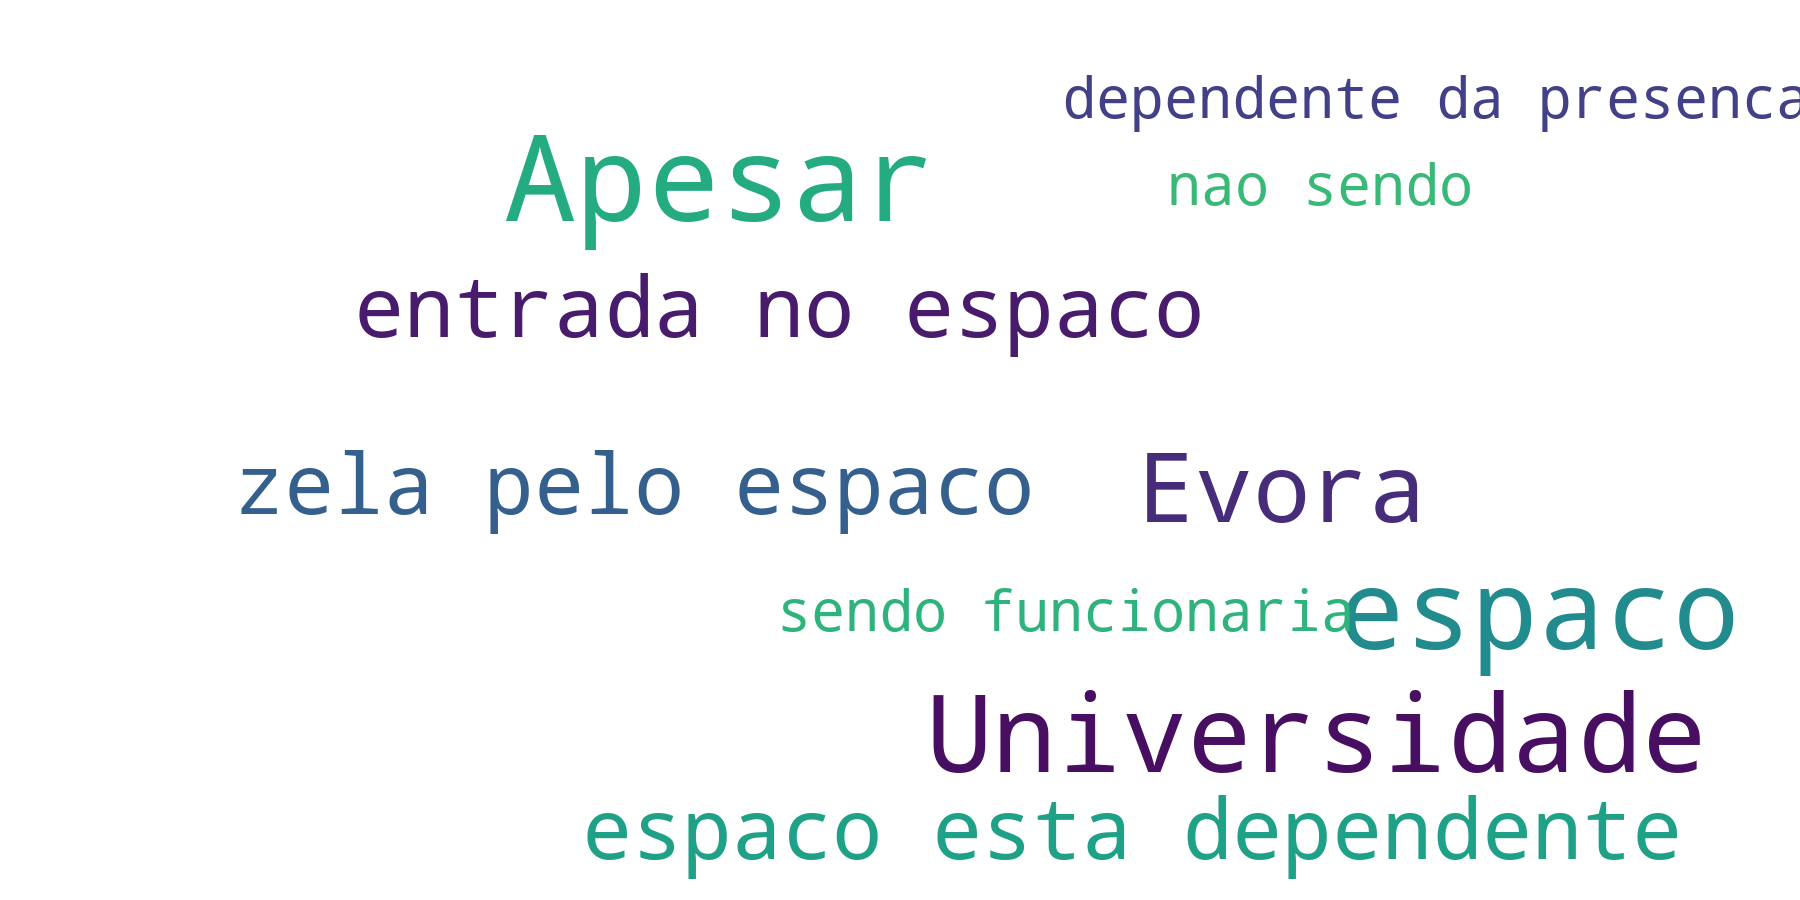 dependente da presenca
Apesar
nao sendo
entrada no espaco
zela pelo espaco
Evora
sendo funcionaria
espaco
Universidade
espaco esta dependente